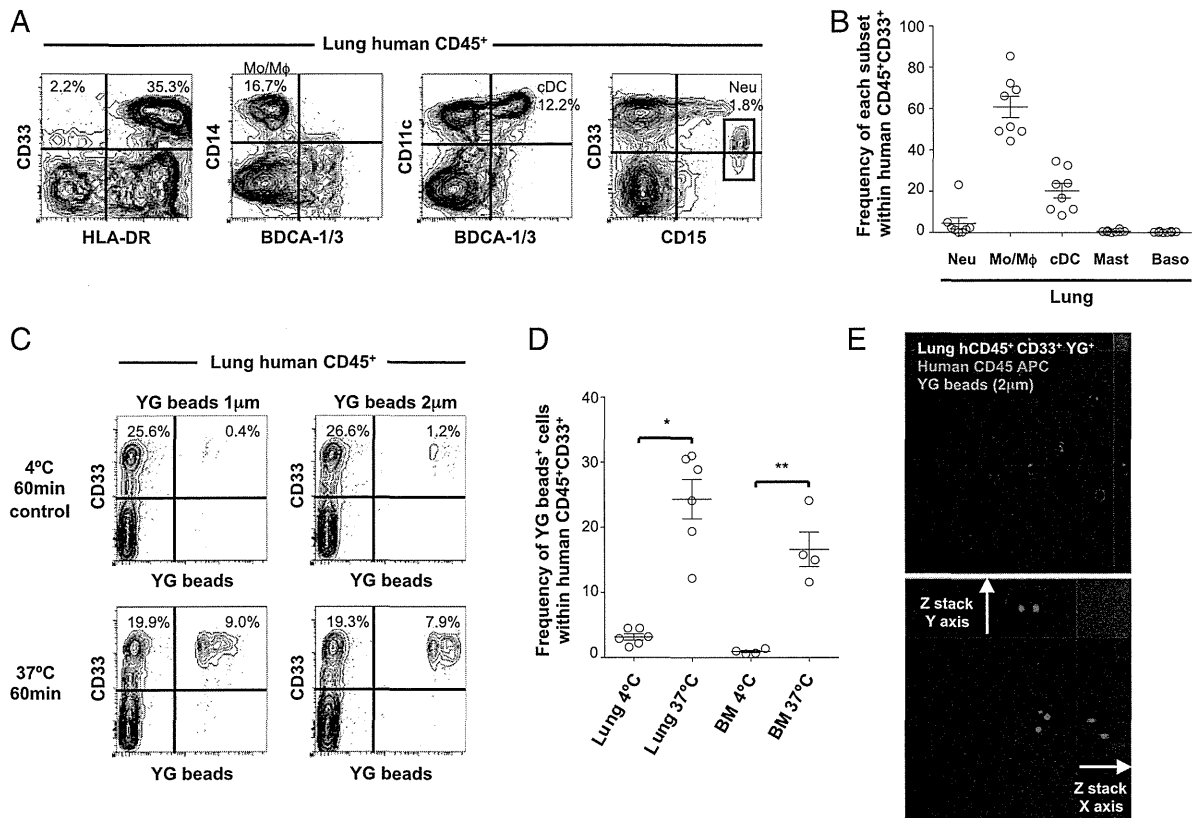 A
Lung human CD45+
2.2%
35.3%
CD33
HLA-DR
Mo/Mϕ
16.7%
CD14
BDCA-1/3
cDC
12.2%
CD11c
BDCA-1/3
Neu
1.8%
CD33
CD15
B
Frequency of each subset
within human CD45+CD33+
100
80
60
40
20
0
Neu
Mo/Mϕ
cDC
Mast
Baso
Lung
C
Lung human CD45+
YG beads 1μm
YG beads 2μm
4ºC
60min
control
25.6%
0.4%
CD33
YG beads
26.6%
1.2%
CD33
YG beads
37ºC
60min
19.9%
9.0%
CD33
YG beads
19.3%
7.9%
CD33
YG beads
D
Frequency of YG beads+ cells
within human CD45+CD33+
40
30
20
10
0
*
**
Lung 4ºC
Lung 37ºC
BM 4ºC
BM 37ºC
E
Lung hCD45+ CD33+ YG+
Human CD45 APC
YG beads (2μm)
Z stack
Y axis
Z stack
X axis